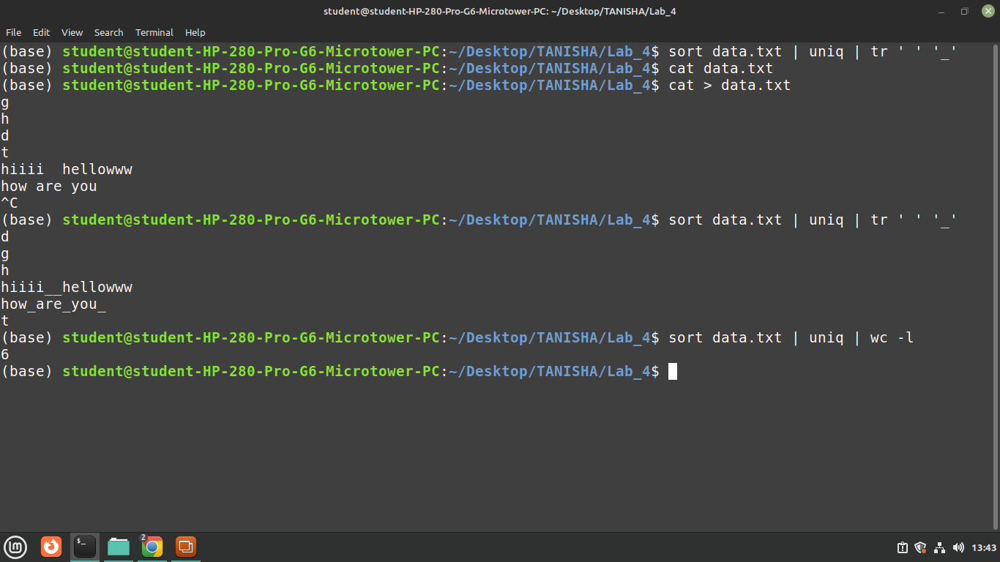 student@student-HP-280-Pro-G6-Microtower-PC: ~/Desktop/TANISHA/Lab_4
File Edit View Search Terminal Help
(base) student@student-HP-280-Pro-G6-Microtower-PC:~/Desktop/TANISHA/Lab_4$ sort data.txt | uniq | tr ' ' '_'
(base) student@student-HP-280-Pro-G6-Microtower-PC:~/Desktop/TANISHA/Lab_4$ cat data.txt
(base) student@student-HP-280-Pro-G6-Microtower-PC:~/Desktop/TANISHA/Lab_4$ cat > data.txt
g
h
d
t
hiiii  hellowww
how are you
^C
(base) student@student-HP-280-Pro-G6-Microtower-PC:~/Desktop/TANISHA/Lab_4$ sort data.txt | uniq | tr ' ' '_'
d
g
h
hiiii__hellowww
how_are_you_
t
(base) student@student-HP-280-Pro-G6-Microtower-PC:~/Desktop/TANISHA/Lab_4$ sort data.txt | uniq | wc -l
6
(base) student@student-HP-280-Pro-G6-Microtower-PC:~/Desktop/TANISHA/Lab_4$
$_
2
13:43